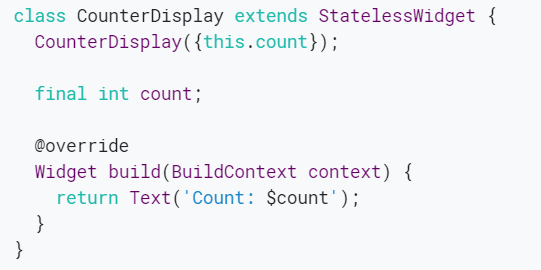 class CounterDisplay extends StatelessWidget {
  CounterDisplay({this.count});

  final int count;

  @override
  Widget build(BuildContext context) {
    return Text('Count: $count');
  }
}